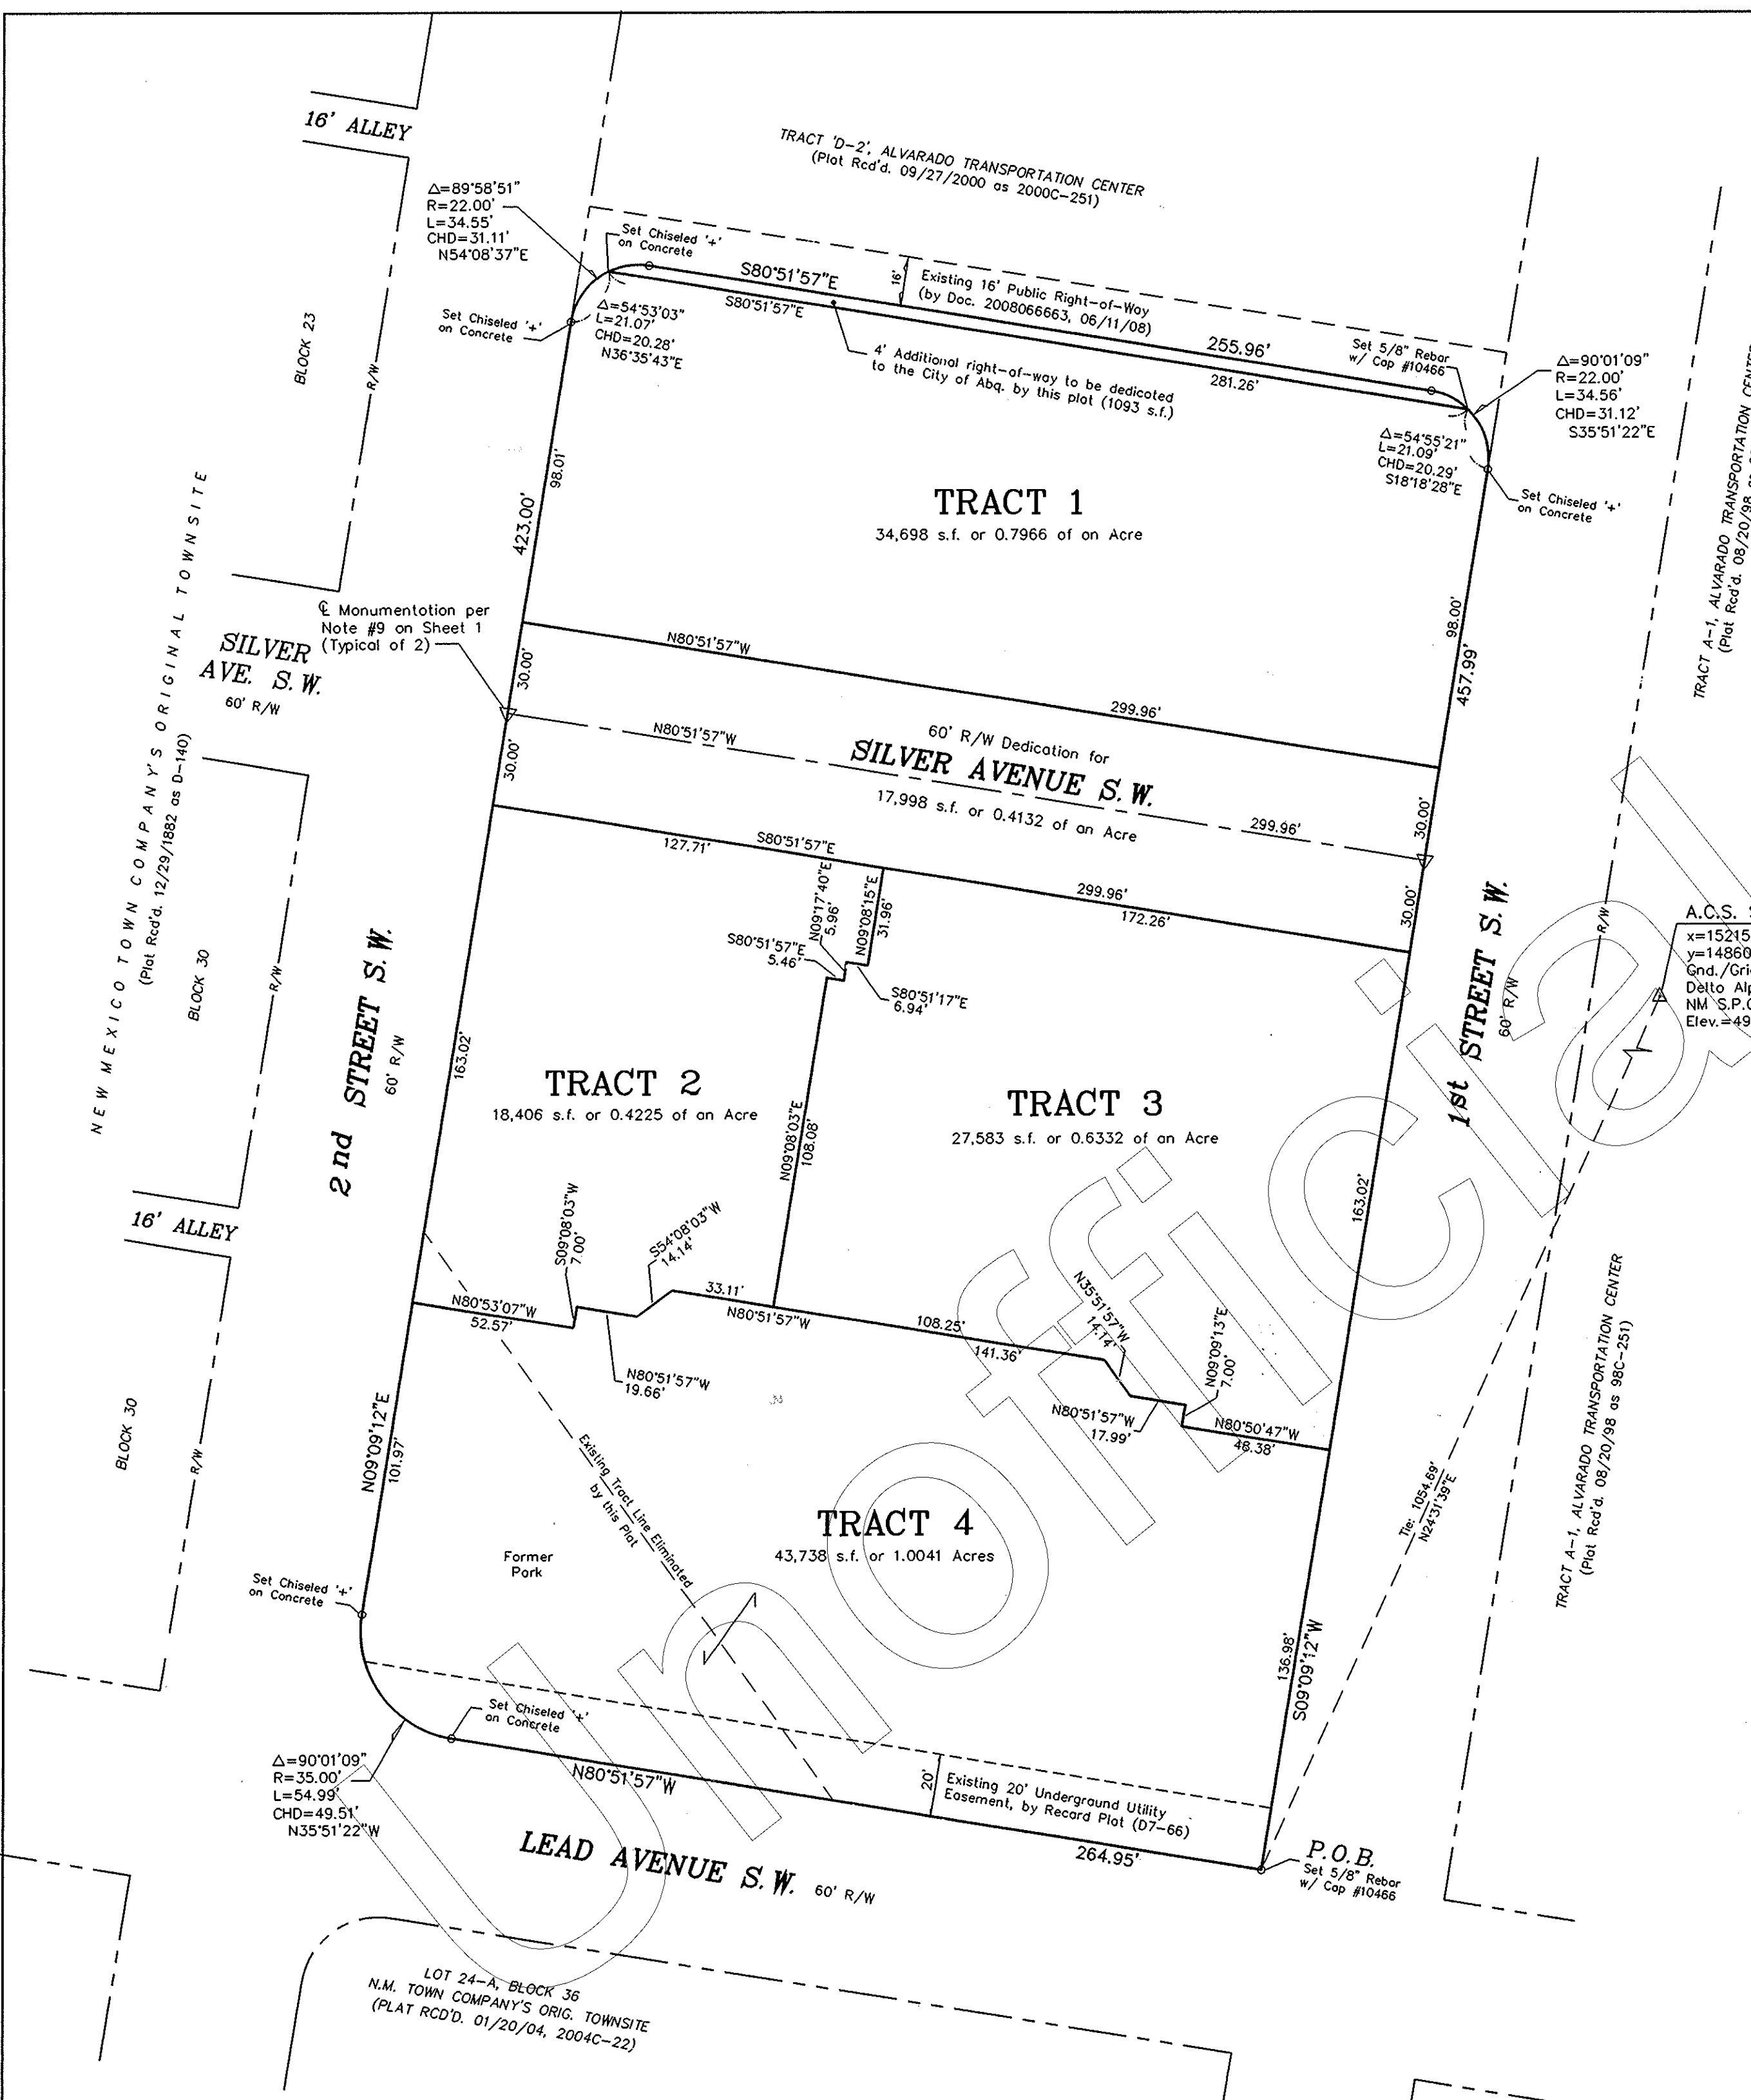 16' ALLEY
TRACT 'D-2', ALVARADO TRANSPORTATION CENTER
(Plat Rcd'd. 09/27/2000 as 2000C-251)
Δ=89°58'51"
R=22.00'
L=34.55'
CHD=31.11'
N54°08'37"E
Set Chiseled '+'
on Concrete
S80°51'57"E
16'
Existing 16' Public Right-of-Way
(by Doc. 2008066663, 06/11/08)
255.96'
S80°51'57"E
281.26'
4' Additional right-of-way to be dedicated
to the City of Abq. by this plat (1093 s.f.)
Set 5/8" Rebar
w/ Cap #10466
Δ=90°01'09"
R=22.00'
L=34.56'
CHD=31.12'
S35°51'22"E
Set Chiseled '+'
on Concrete
Δ=54°53'03"
L=21.07'
CHD=20.28'
N36°35'43"E
Δ=54°55'21"
L=21.09'
CHD=20.29'
S18°18'28"E
Set Chiseled '+'
on Concrete
BLOCK 23
R/W
98.01'
423.00'
TRACT 1
34,698 s.f. or 0.7966 of an Acre
98.00'
457.99'
TRACT A-1, ALVARADO TRANSPORTATION CENTER
(Plat Rcd'd. 08/20/98
NEW MEXICO TOWN COMPANY'S ORIGINAL TOWNSITE
(Plat Rcd'd. 12/29/1882 as D-140)
℄ Monumentation per
Note #9 on Sheet 1
(Typical of 2)
SILVER
AVE. S.W.
60' R/W
30.00'
30.00'
N80°51'57"W
299.96'
N80°51'57"W
60' R/W Dedication for
SILVER AVENUE S.W.
17,998 s.f. or 0.4132 of an Acre
299.96'
30.00'
30.00'
S80°51'57"E
127.71'
299.96'
172.26'
N09°17'40"E
5.96'
N09°08'15"E
31.96'
S80°51'57"E
5.46'
S80°51'17"E
6.94'
BLOCK 30
R/W
2nd STREET S.W.
60' R/W
163.02'
TRACT 2
18,406 s.f. or 0.4225 of an Acre
N09°08'03"E
108.08'
TRACT 3
27,583 s.f. or 0.6332 of an Acre
163.02'
1st STREET S.W.
60' R/W
R/W
A.C.S.
x=15215
y=14860
Gnd./Gri
Delta Alp
NM S.P.C
Elev.=49
16' ALLEY
S09°08'03"W
7.00'
S54°08'03"W
14.14'
33.11'
N80°51'57"W
N80°53'07"W
52.57'
N80°51'57"W
19.66'
108.25'
141.36'
N35°51'57"W
14.14'
N09°09'13"E
7.00'
N80°51'57"W
17.99'
N80°50'47"W
48.38'
BLOCK 30
R/W
N09°09'12"E
101.97'
Existing Tract Line Eliminated
by this Plat
TRACT 4
43,738 s.f. or 1.0041 Acres
Former
Park
Tie: 1054.69'
N24°31'39"E
TRACT A-1, ALVARADO TRANSPORTATION CENTER
(Plat Rcd'd. 08/20/98 as 98C-251)
136.98'
S09°09'12"W
Set Chiseled '+'
on Concrete
Set Chiseled '+'
on Concrete
Δ=90°01'09"
R=35.00'
L=54.99'
CHD=49.51'
N35°51'22"W
N80°51'57"W
20'
Existing 20' Underground Utility
Easement, by Record Plat (D7-66)
264.95'
LEAD AVENUE S.W. 60' R/W
P.O.B.
Set 5/8" Rebar
w/ Cap #10466
LOT 24-A, BLOCK 36
N.M. TOWN COMPANY'S ORIG. TOWNSITE
(PLAT RCD'D. 01/20/04, 2004C-22)
Unofficial